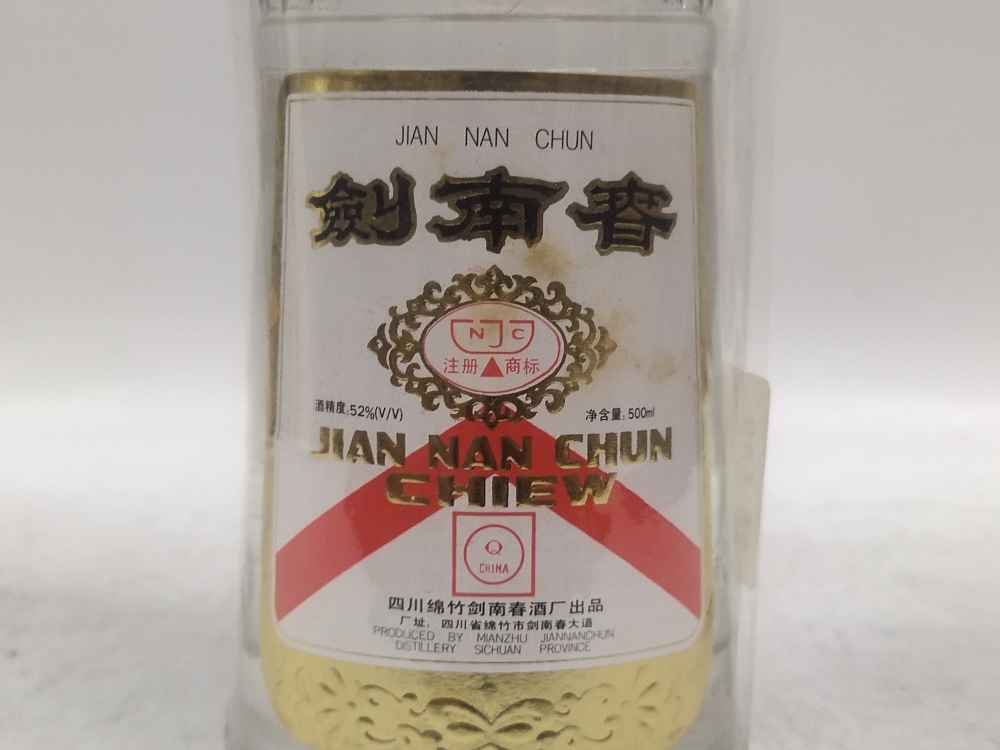 JIAN NAN CHUN
劍南春
NJC
注册 商标
酒精度:52%(V/V)
净含量:500ml
JIAN NAN CHUN
CHIEW
Q
CHINA
四川绵竹剑南春酒厂出品
厂址:四川省绵竹市剑南春大道
PRODUCED BY MIANZHU JIANNANCHUN
DISTILLERY SICHUAN PROVINCE